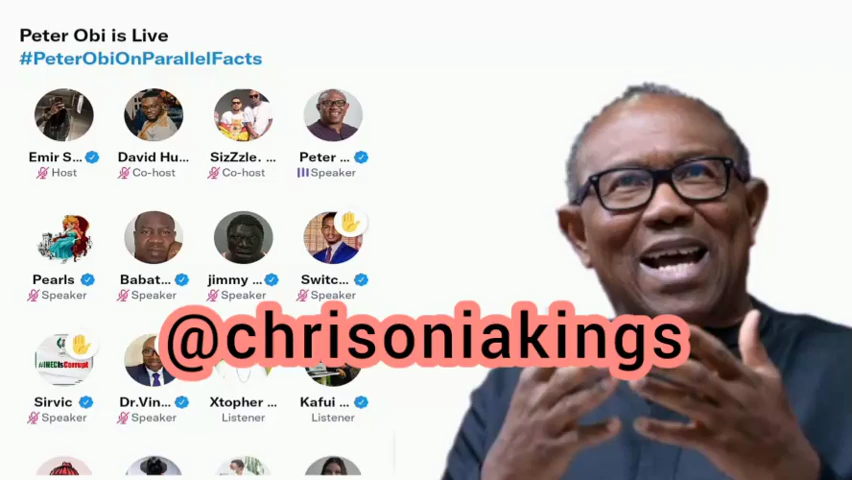 Peter Obi is Live
#PeterObiOnParallelFacts
Emir S... David Hu... SizZzle. ... Peter ...
Host Co-host Co-host Speaker
Pearls Babat... jimmy ... Switc...
Speaker Speaker Speaker Speaker
@chrisoniakings
#INECIsCorrupt
Sirvic Dr.Vin... Xtopher ... Kafui ...
Speaker Speaker Listener Listener